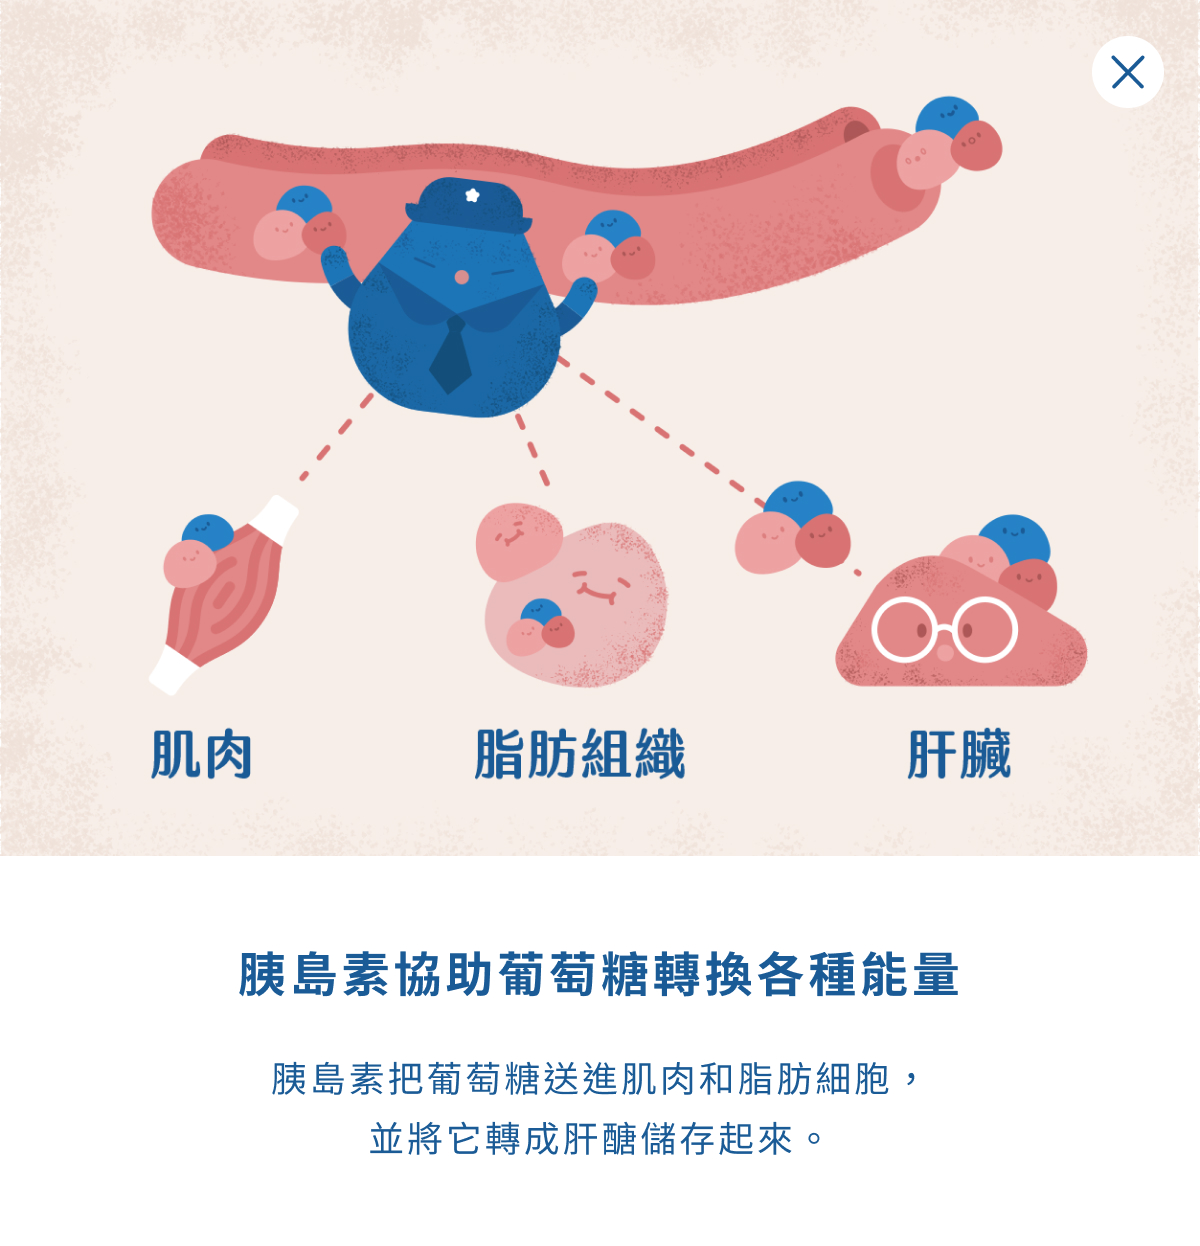 肌肉
脂肪組織
肝臟
胰島素協助葡萄糖轉換各種能量
胰島素把葡萄糖送進肌肉和脂肪細胞，
並將它轉成肝醣儲存起來。